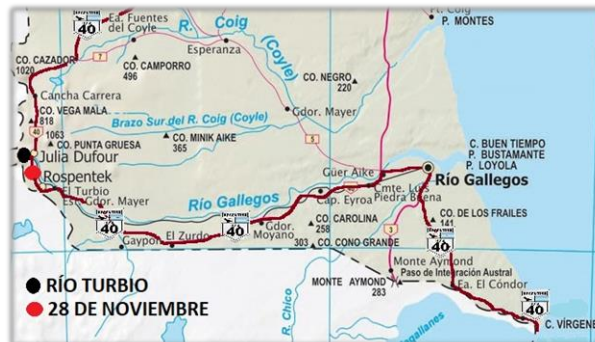 40
Ea. Fuentes
del Coyle
R. Coig
(Coyle)
Ft. Coig
P. MONTES
7
Esperanza
CO. CAZADOR
1020
CO. CAMPORRO
496
CO. NEGRO
220
Cancha Carrera
CO. VEGA MALA
818
Gdor. Mayer
Brazo Sur del R. Coig (Coyle)
40
1063
CO. PUNTA GRUESA
CO. MINIK AIKE
365
5
C. BUEN TIEMPO
P. BUSTAMANTE
P. LOYOLA
Julia Dufour
Rospentek
Güer Aike
Río Gallegos
El Turbio
Est. Gdor. Mayer
Río Gallegos
Cap. Eyroa
Cmte. Luis
Piedra Buena
40
40
Gaypon
El Zurdo
Gdor.
Moyano
CO. CAROLINA
258
303
CO. CONO GRANDE
3
CO. DE LOS FRAILES
141
40
Monte Aymond
Paso de Integración Austral
MONTE AYMOND
283
Ea. El Cóndor
R. Chico
40
C. VÍRGENE
RÍO TURBIO
28 DE NOVIEMBRE